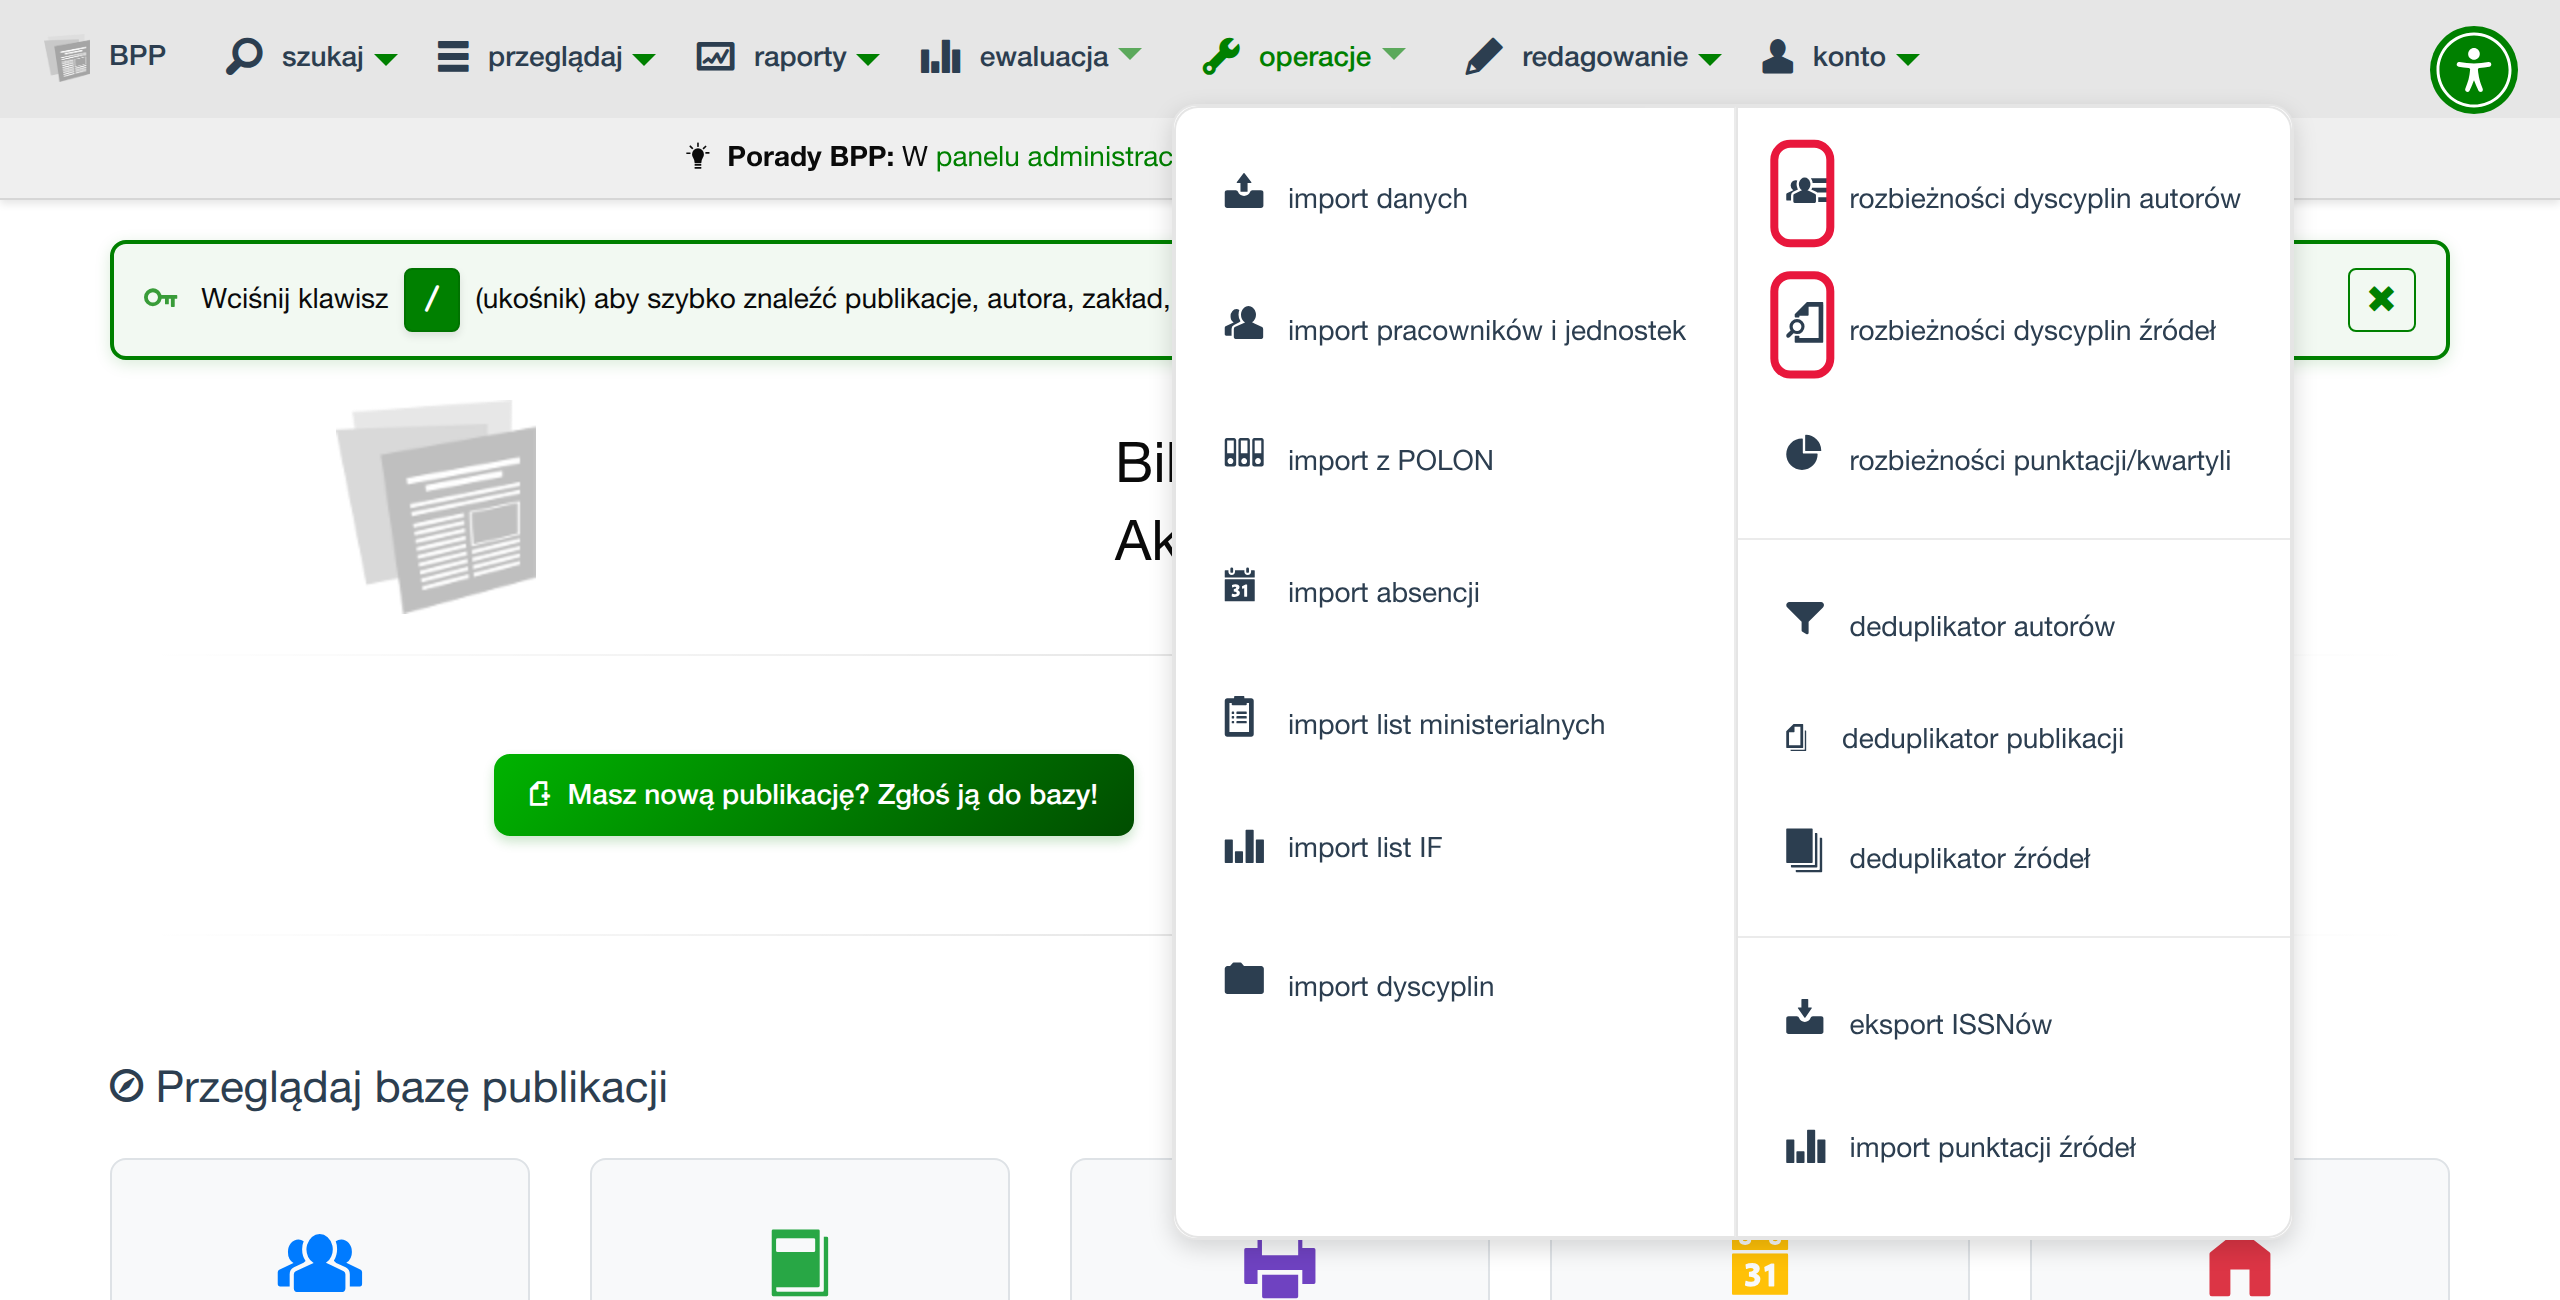 BPP szukaj przeglądaj raporty ewaluacja operacje redagowanie konto
Porady BPP: W panelu administrac
Wciśnij klawisz / (ukośnik) aby szybko znaleźć publikacje, autora, zakład,
Bil
Ak
Masz nową publikację? Zgłoś ją do bazy!
Przeglądaj bazę publikacji
import danych
import pracowników i jednostek
import z POLON
31 import absencji
import list ministerialnych
import list IF
import dyscyplin
rozbieżności dyscyplin autorów
rozbieżności dyscyplin źródeł
rozbieżności punktacji/kwartyli
deduplikator autorów
deduplikator publikacji
deduplikator źródeł
eksport ISSNów
import punktacji źródeł
31